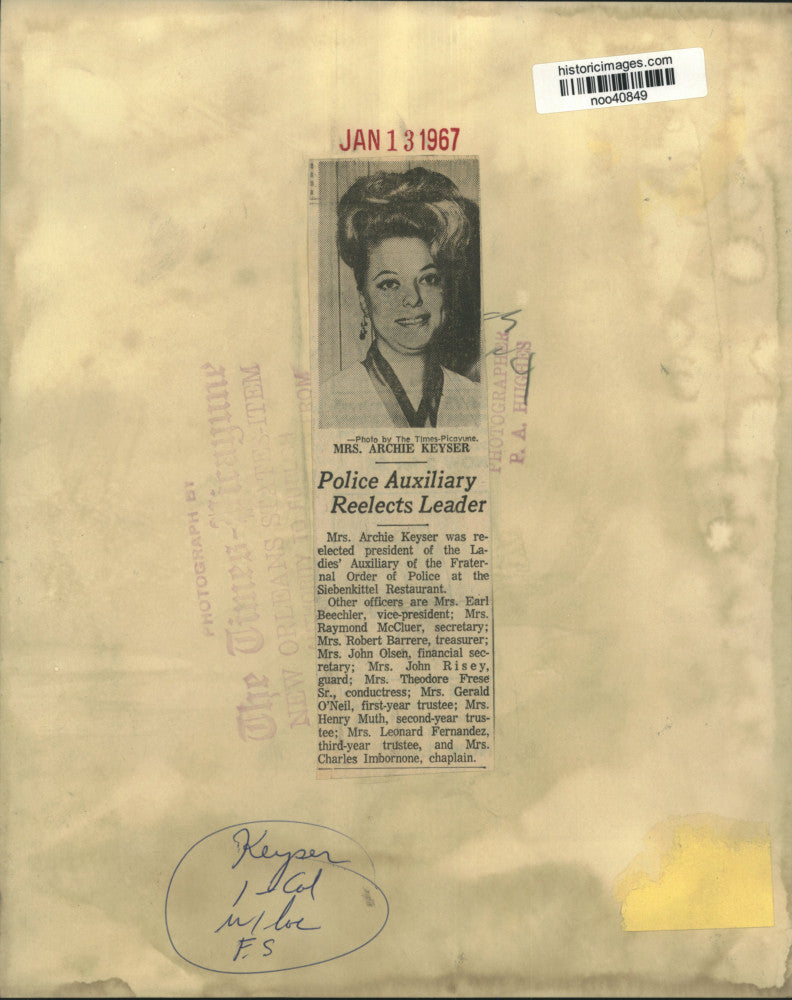 historicimages.com
noo40849
JAN 13 1967
—Photo by The Times-Picayune.
MRS. ARCHIE KEYSER
Police Auxiliary
Reelects Leader
Mrs. Archie Keyser was re-
elected president of the La-
dies' Auxiliary of the Frater-
nal Order of Police at the
Siebenkittel Restaurant.
Other officers are Mrs. Earl
Beechler, vice-president; Mrs.
Raymond McCluer, secretary;
Mrs. Robert Barrere, treasurer;
Mrs. John Olsen, financial sec-
retary; Mrs. John Risey,
guard; Mrs. Theodore Frese
Sr., conductress; Mrs. Gerald
O'Neil, first-year trustee; Mrs.
Henry Muth, second-year trus-
tee; Mrs. Leonard Fernandez,
third-year trustee, and Mrs.
Charles Imbornone, chaplain.
PHOTOGRAPH BY
The Times-Picayune
NEW ORLEANS STATES-ITEM
PHOTOGRAPHER
P. A. HUGHES
Keyser
1-Col
F.S